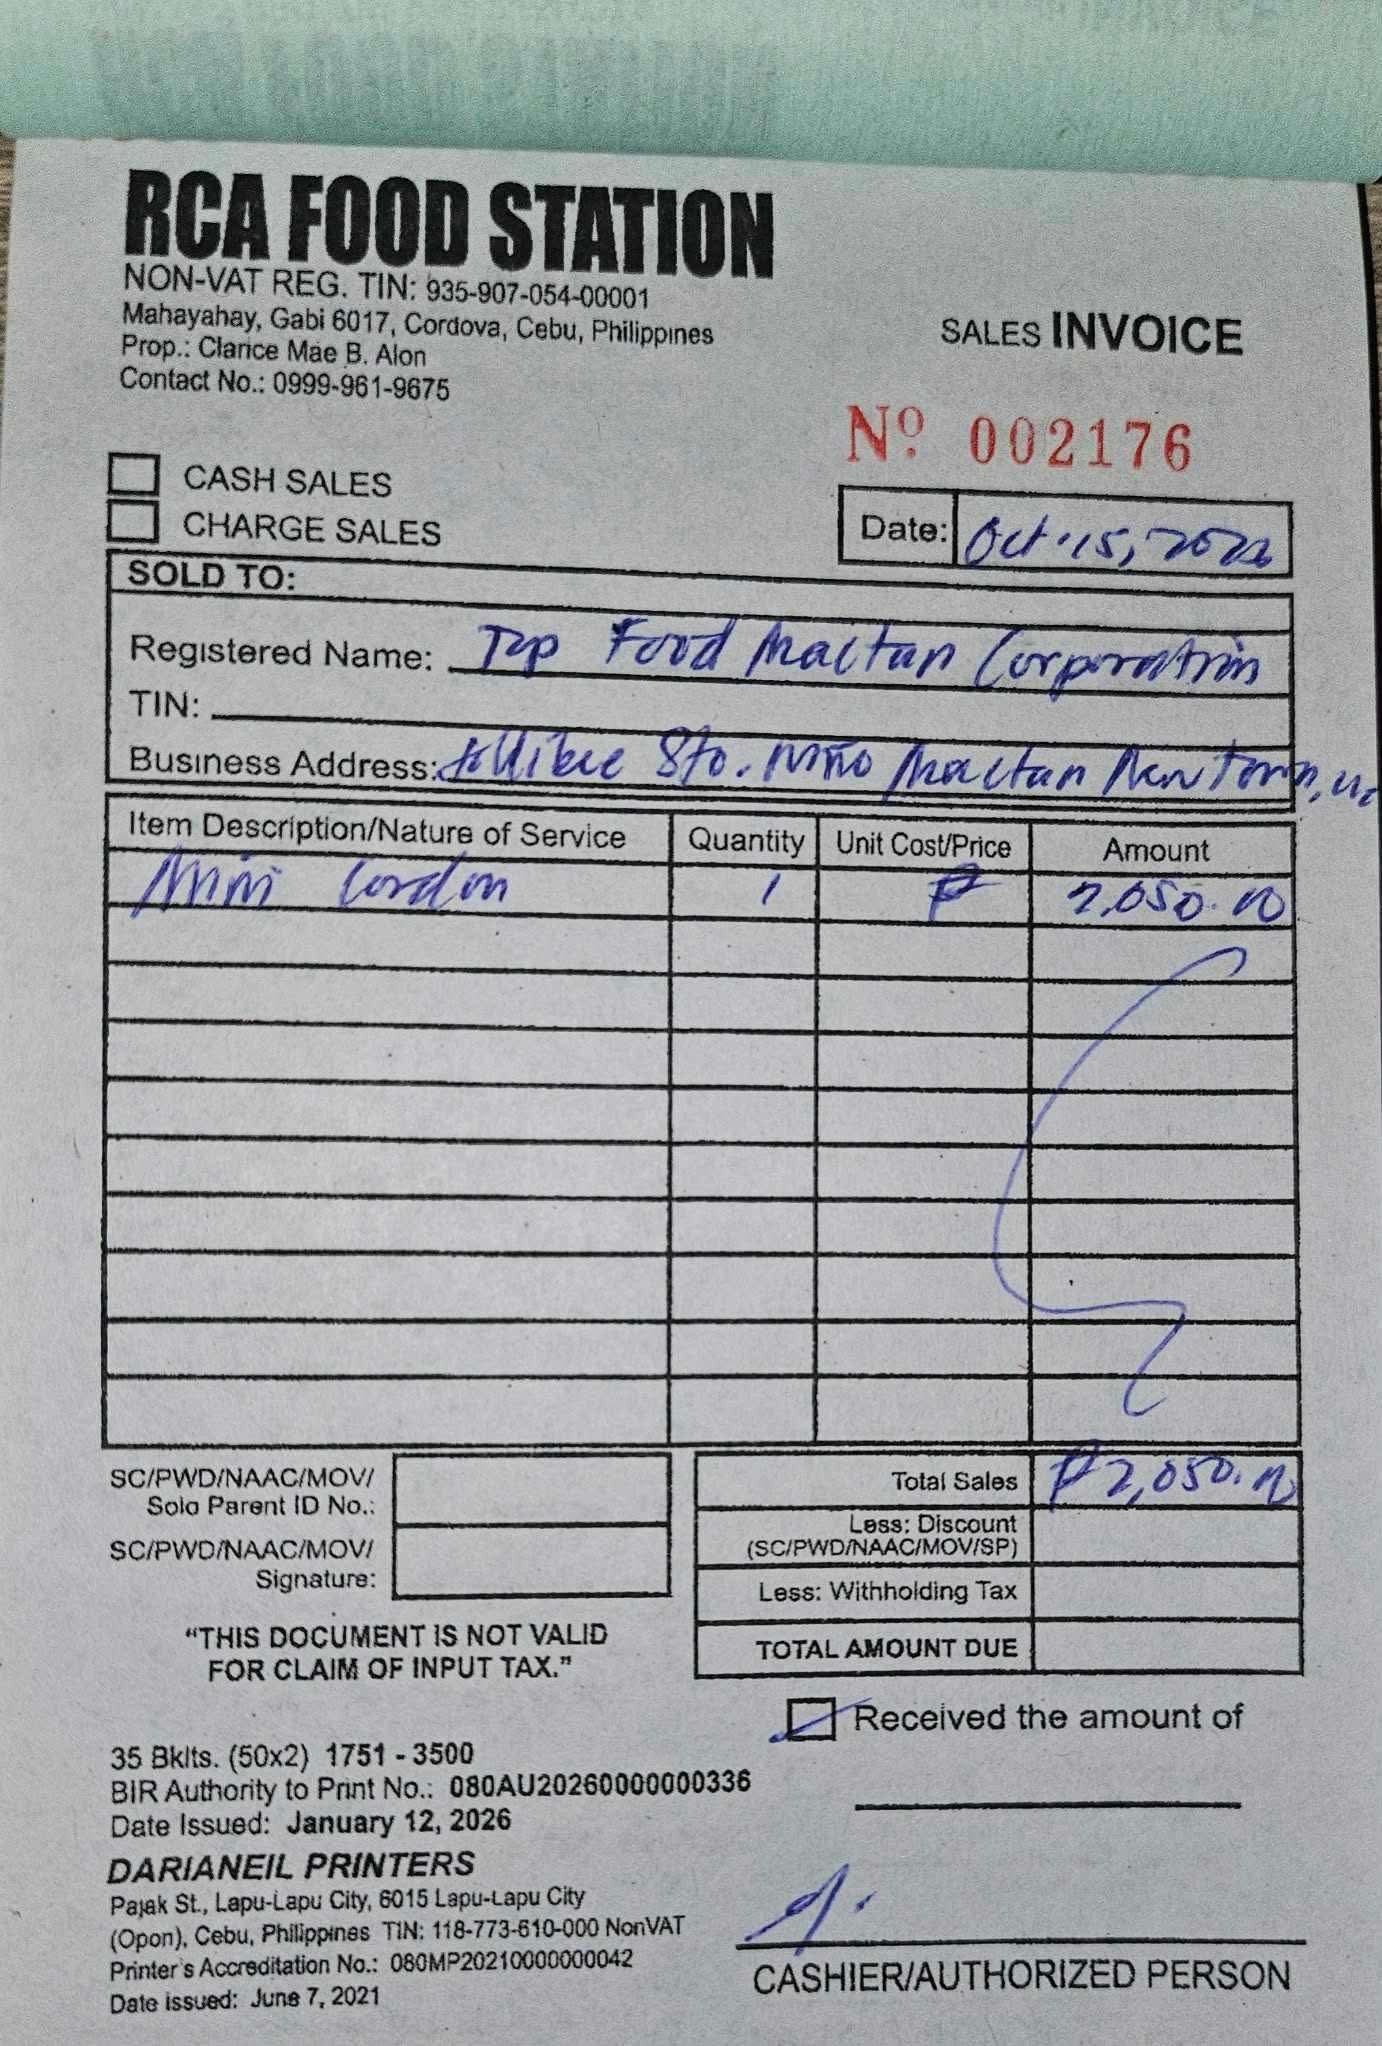 RCA FOOD STATION
NON-VAT REG. TIN: 935-907-054-00001
Mahayahay, Gabi 6017, Cordova, Cebu, Philippines
Prop.: Clarice Mae B. Alon
Contact No.: 0999-961-9675
SALES INVOICE
Nº 002176
CASH SALES
CHARGE SALES
Date: Oct. 15, 2022
SOLD TO:
Registered Name: Top Food Mactan Corporation
TIN:
Business Address: Sto. Niño Mactan Newtown,
Item Description/Nature of Service Quantity Unit Cost/Price Amount
Mini Cordon 1 ₱ 2,050.00
SC/PWD/NAAC/MOV/
Solo Parent ID No.:
SC/PWD/NAAC/MOV/
Signature:
Total Sales ₱2,050.00
Less: Discount
(SC/PWD/NAAC/MOV/SP)
Less: Withholding Tax
TOTAL AMOUNT DUE
"THIS DOCUMENT IS NOT VALID
FOR CLAIM OF INPUT TAX."
Received the amount of
35 Bklts. (50x2) 1751 - 3500
BIR Authority to Print No.: 080AU20260000000336
Date Issued: January 12, 2026
DARIANEIL PRINTERS
Pajak St., Lapu-Lapu City, 6015 Lapu-Lapu City
(Opon), Cebu, Philippines TIN: 118-773-610-000 NonVAT
Printer's Accreditation No.: 080MP20210000000042
Date issued: June 7, 2021
CASHIER/AUTHORIZED PERSON